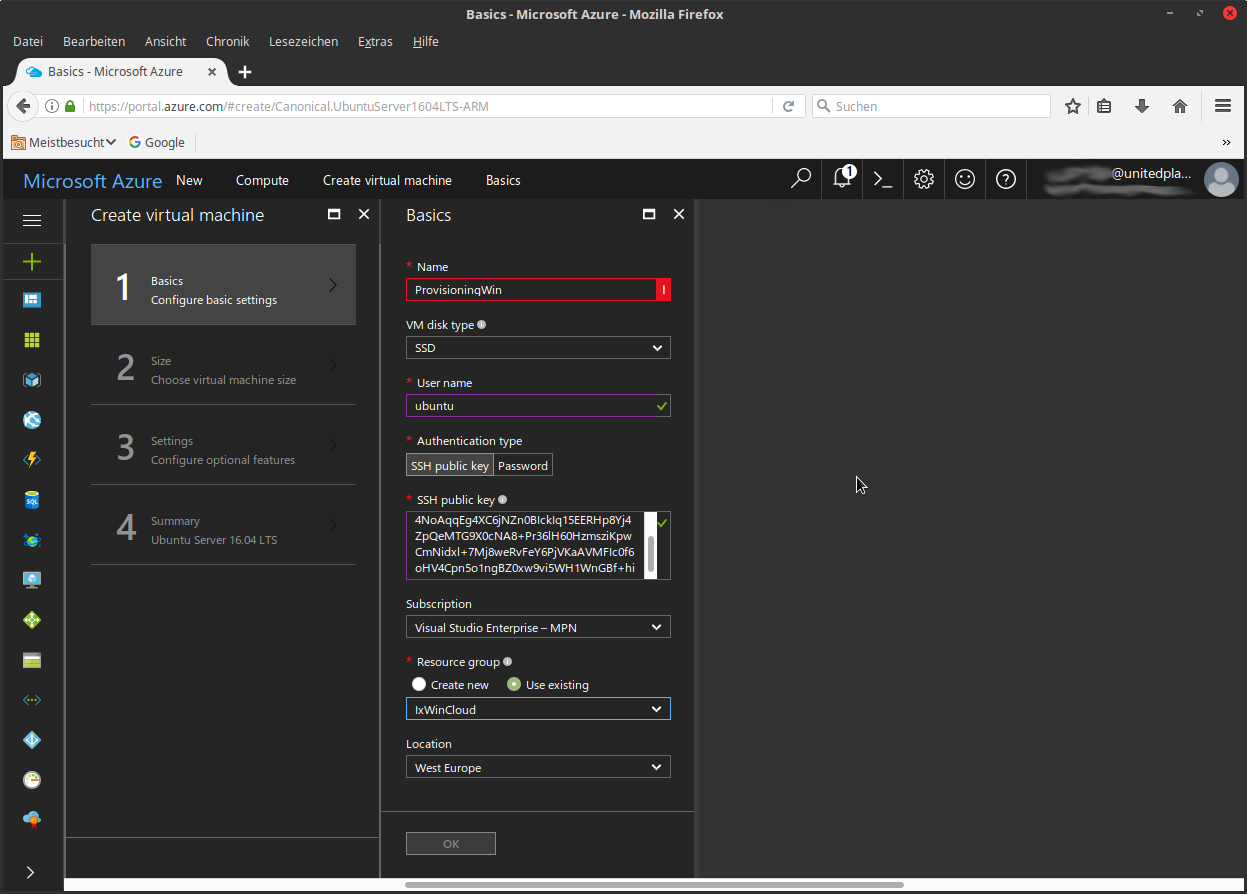 Basics - Microsoft Azure - Mozilla Firefox
Datei Bearbeiten Ansicht Chronik Lesezeichen Extras Hilfe
Basics - Microsoft Azure
https://portal.azure.com/#create/Canonical.UbuntuServer1604LTS-ARM
Suchen
Meistbesucht Google
Microsoft Azure New Compute Create virtual machine Basics 1 @unitedpla...
Create virtual machine
1
Basics
Configure basic settings
2
Size
Choose virtual machine size
3
Settings
Configure optional features
4
Summary
Ubuntu Server 16.04 LTS
Basics
* Name
ProvisioningWin !
VM disk type
SSD
* User name
ubuntu
* Authentication type
SSH public key Password
* SSH public key
4NoAqqEg4XC6jNZn0BIckIq15EERHp8Yj4
ZpQeMTG9X0cNA8+Pr36lH60HzmsziKpw
CmNidxl+7Mj8weRvFeY6PjVKaAVMFIc0f6
oHV4Cpn5o1ngBZ0xw9vi5WH1WnGBf+hi
Subscription
Visual Studio Enterprise – MPN
* Resource group
Create new Use existing
IxWinCloud
Location
West Europe
OK
SQL